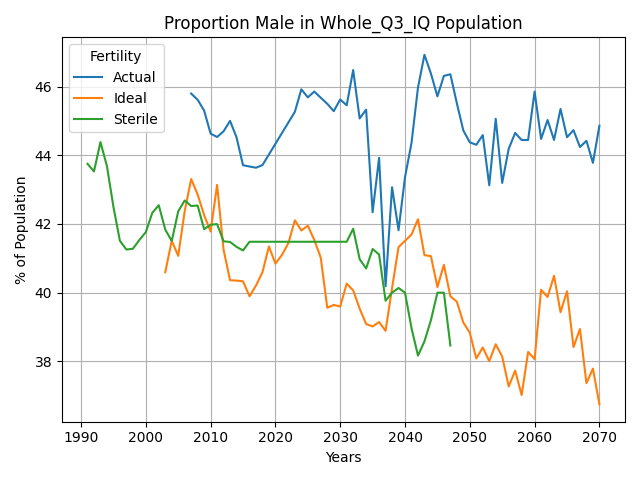 Proportion Male in Whole_Q3_IQ Population
Fertility
Actual
Ideal
Sterile
% of Population
46
44
42
40
38
1990 2000 2010 2020 2030 2040 2050 2060 2070
Years